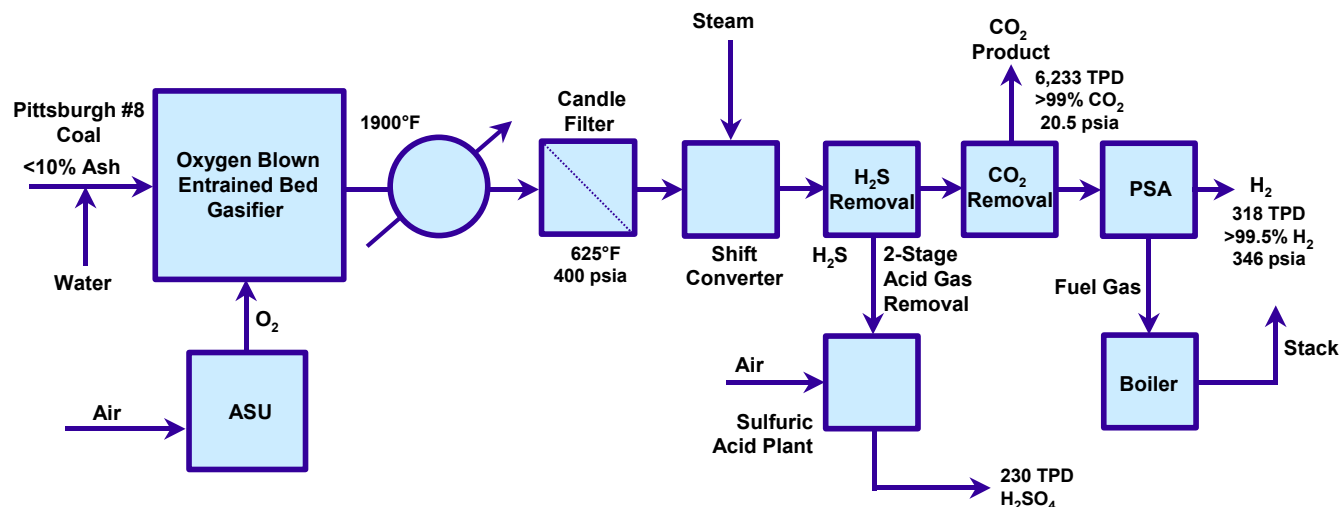 Steam
CO₂
Product
6,233 TPD
>99% CO₂
20.5 psia
Pittsburgh #8
Coal
<10% Ash
Water
Oxygen Blown
Entrained Bed
Gasifier
1900°F
Candle
Filter
625°F
400 psia
Shift
Converter
H₂S
Removal
CO₂
Removal
PSA
H₂
318 TPD
>99.5% H₂
346 psia
H₂S
2-Stage
Acid Gas
Removal
Fuel Gas
O₂
Air
ASU
Air
Sulfuric
Acid Plant
230 TPD
H₂SO₄
Boiler
Stack